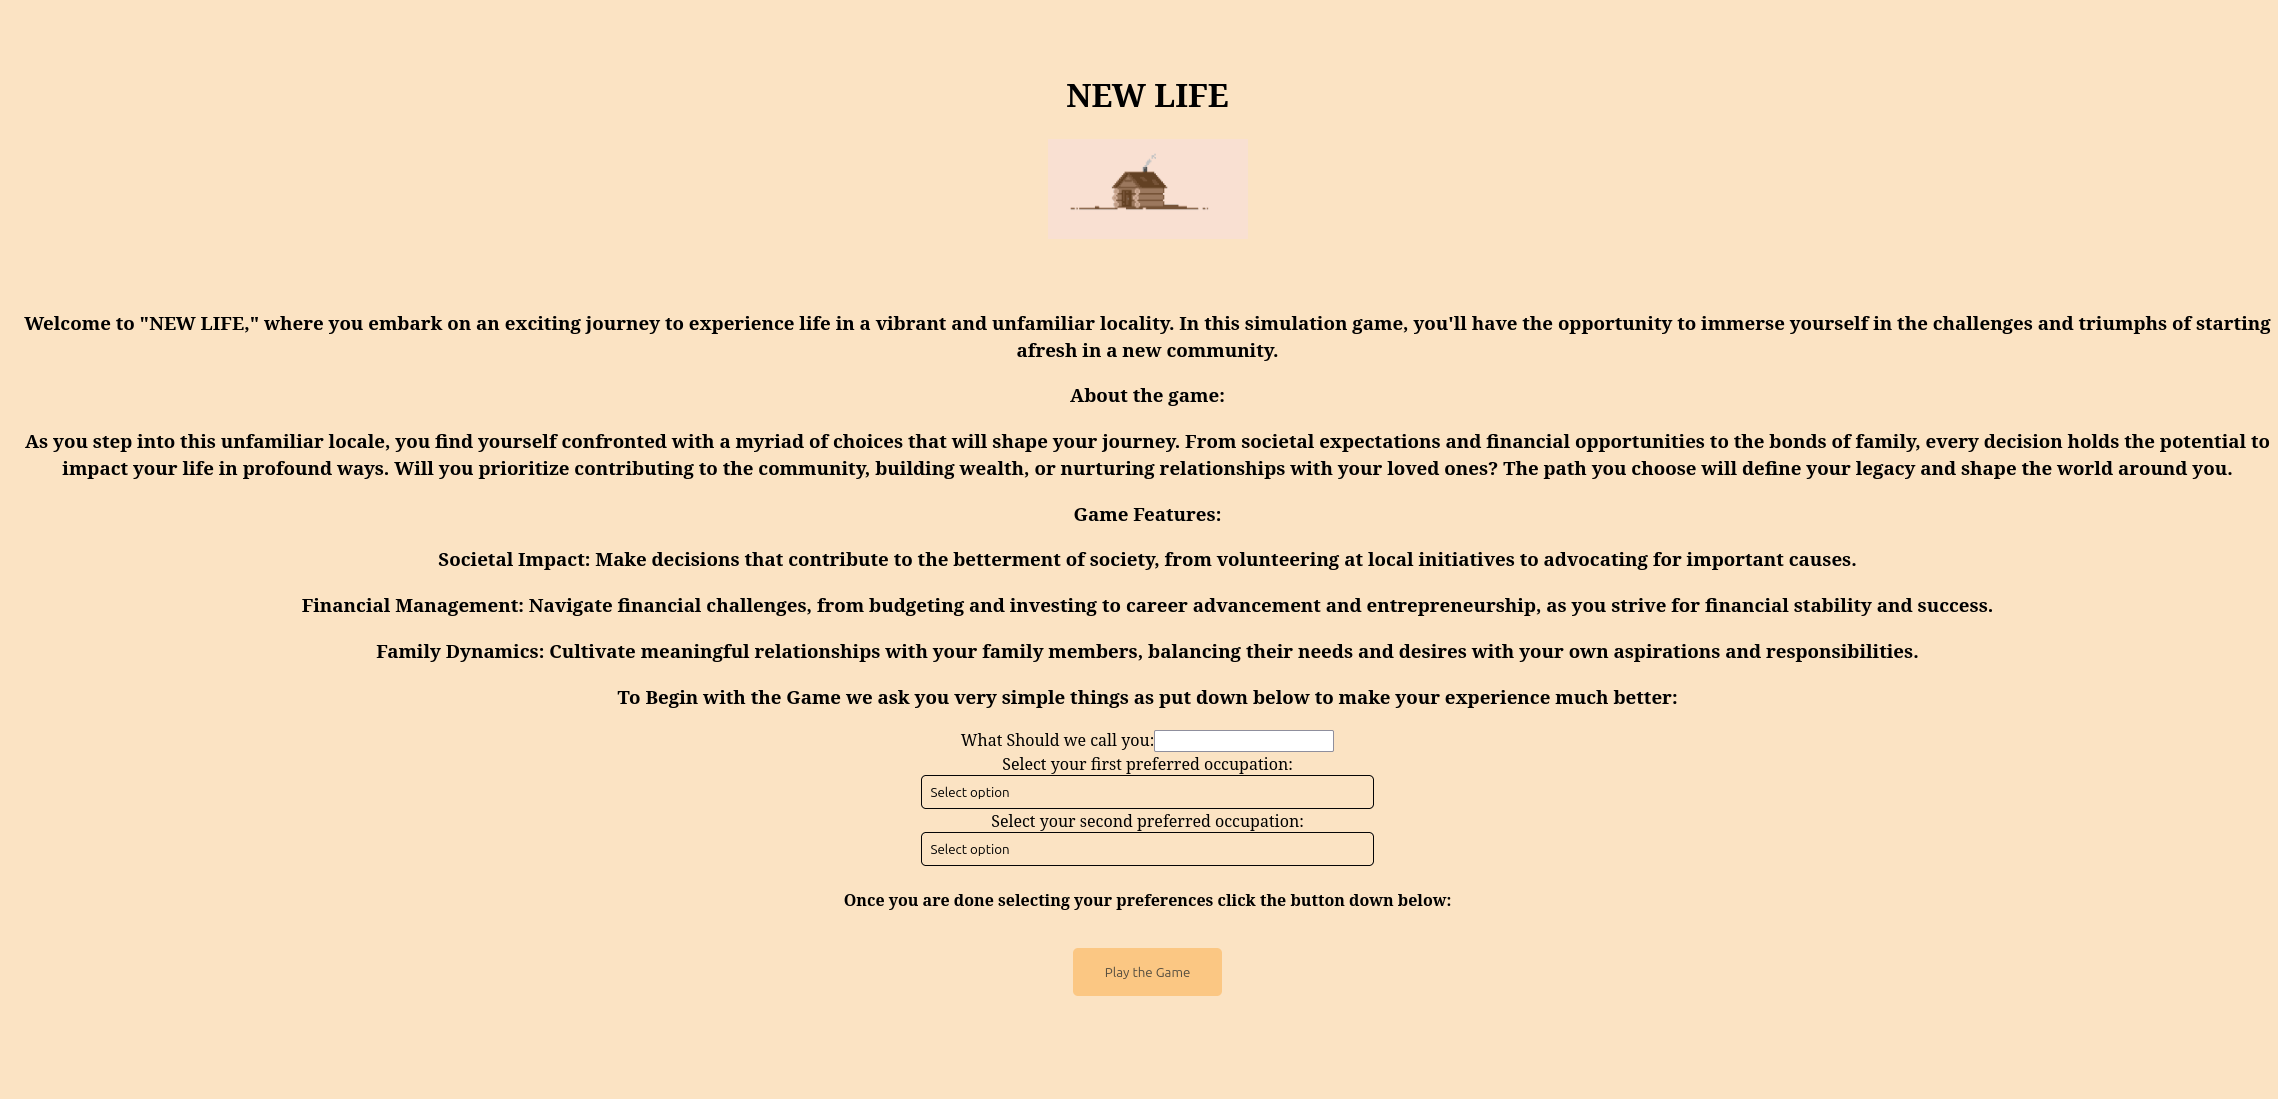 NEW LIFE
Welcome to "NEW LIFE," where you embark on an exciting journey to experience life in a vibrant and unfamiliar locality. In this simulation game, you'll have the opportunity to immerse yourself in the challenges and triumphs of starting
afresh in a new community.
About the game:
As you step into this unfamiliar locale, you find yourself confronted with a myriad of choices that will shape your journey. From societal expectations and financial opportunities to the bonds of family, every decision holds the potential to
impact your life in profound ways. Will you prioritize contributing to the community, building wealth, or nurturing relationships with your loved ones? The path you choose will define your legacy and shape the world around you.
Game Features:
Societal Impact: Make decisions that contribute to the betterment of society, from volunteering at local initiatives to advocating for important causes.
Financial Management: Navigate financial challenges, from budgeting and investing to career advancement and entrepreneurship, as you strive for financial stability and success.
Family Dynamics: Cultivate meaningful relationships with your family members, balancing their needs and desires with your own aspirations and responsibilities.
To Begin with the Game we ask you very simple things as put down below to make your experience much better:
What Should we call you:
Select your first preferred occupation:
Select option
Select your second preferred occupation:
Select option
Once you are done selecting your preferences click the button down below:
Play the Game